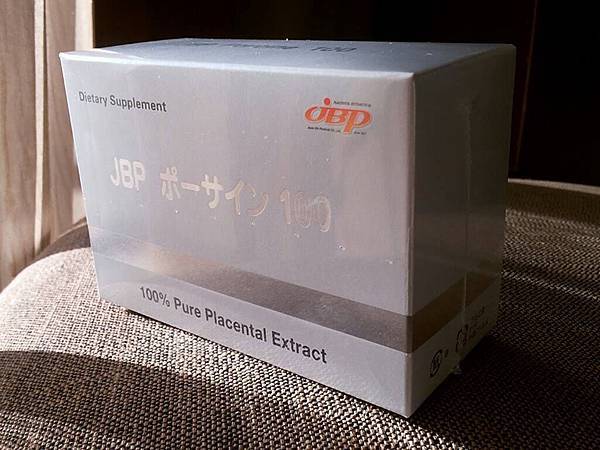 Dietary Supplement
JBP
JBP ポーサイン 100
100% Pure Placental Extract